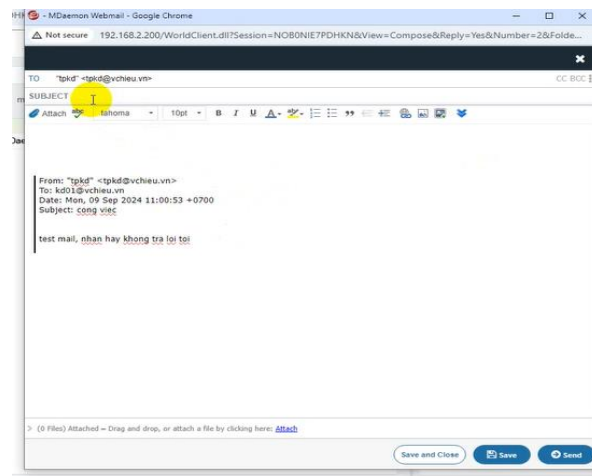 - MDaemon Webmail - Google Chrome
Not secure 192.168.2.200/WorldClient.dll?Session=NOB0NIE7PDHKN&View=Compose&Reply=Yes&Number=2&Folde...
TO "tpkd" <tpkd@vchieu.vn> CC BCC
SUBJECT
Attach abc tahoma 10pt B I U A
From: "tpkd" <tpkd@vchieu.vn>
To: kd01@vchieu.vn
Date: Mon, 09 Sep 2024 11:00:53 +0700
Subject: cong viec
test mail, nhan hay khong tra loi toi
> (0 Files) Attached – Drag and drop, or attach a file by clicking here: Attach
Save and Close Save Send